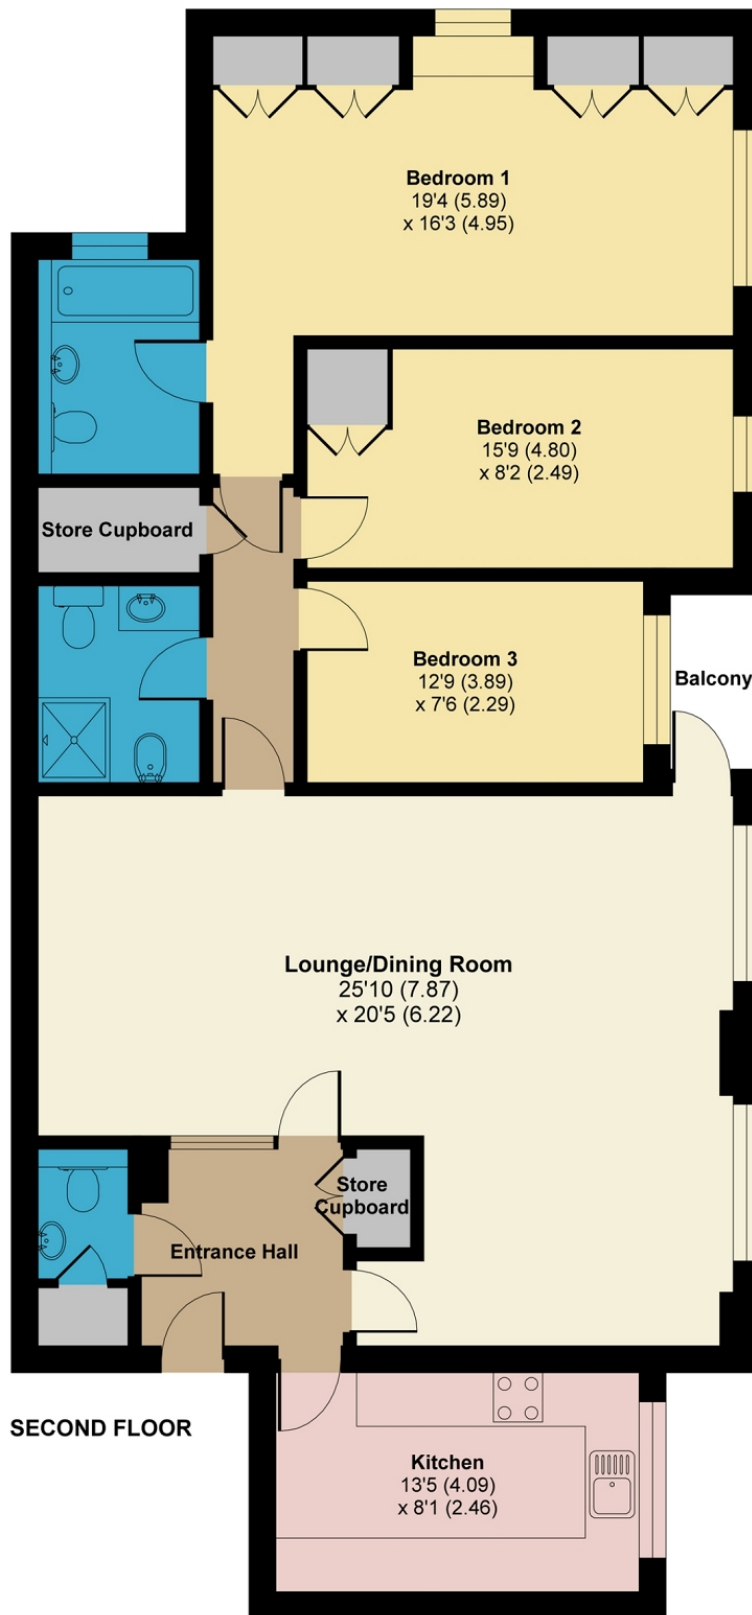 Bedroom 1
19'4 (5.89)
x 16'3 (4.95)
Bedroom 2
15'9 (4.80)
x 8'2 (2.49)
Store Cupboard
Bedroom 3
12'9 (3.89)
x 7'6 (2.29)
Balcony
Lounge/Dining Room
25'10 (7.87)
x 20'5 (6.22)
Store
Cupboard
Entrance Hall
SECOND FLOOR
Kitchen
13'5 (4.09)
x 8'1 (2.46)